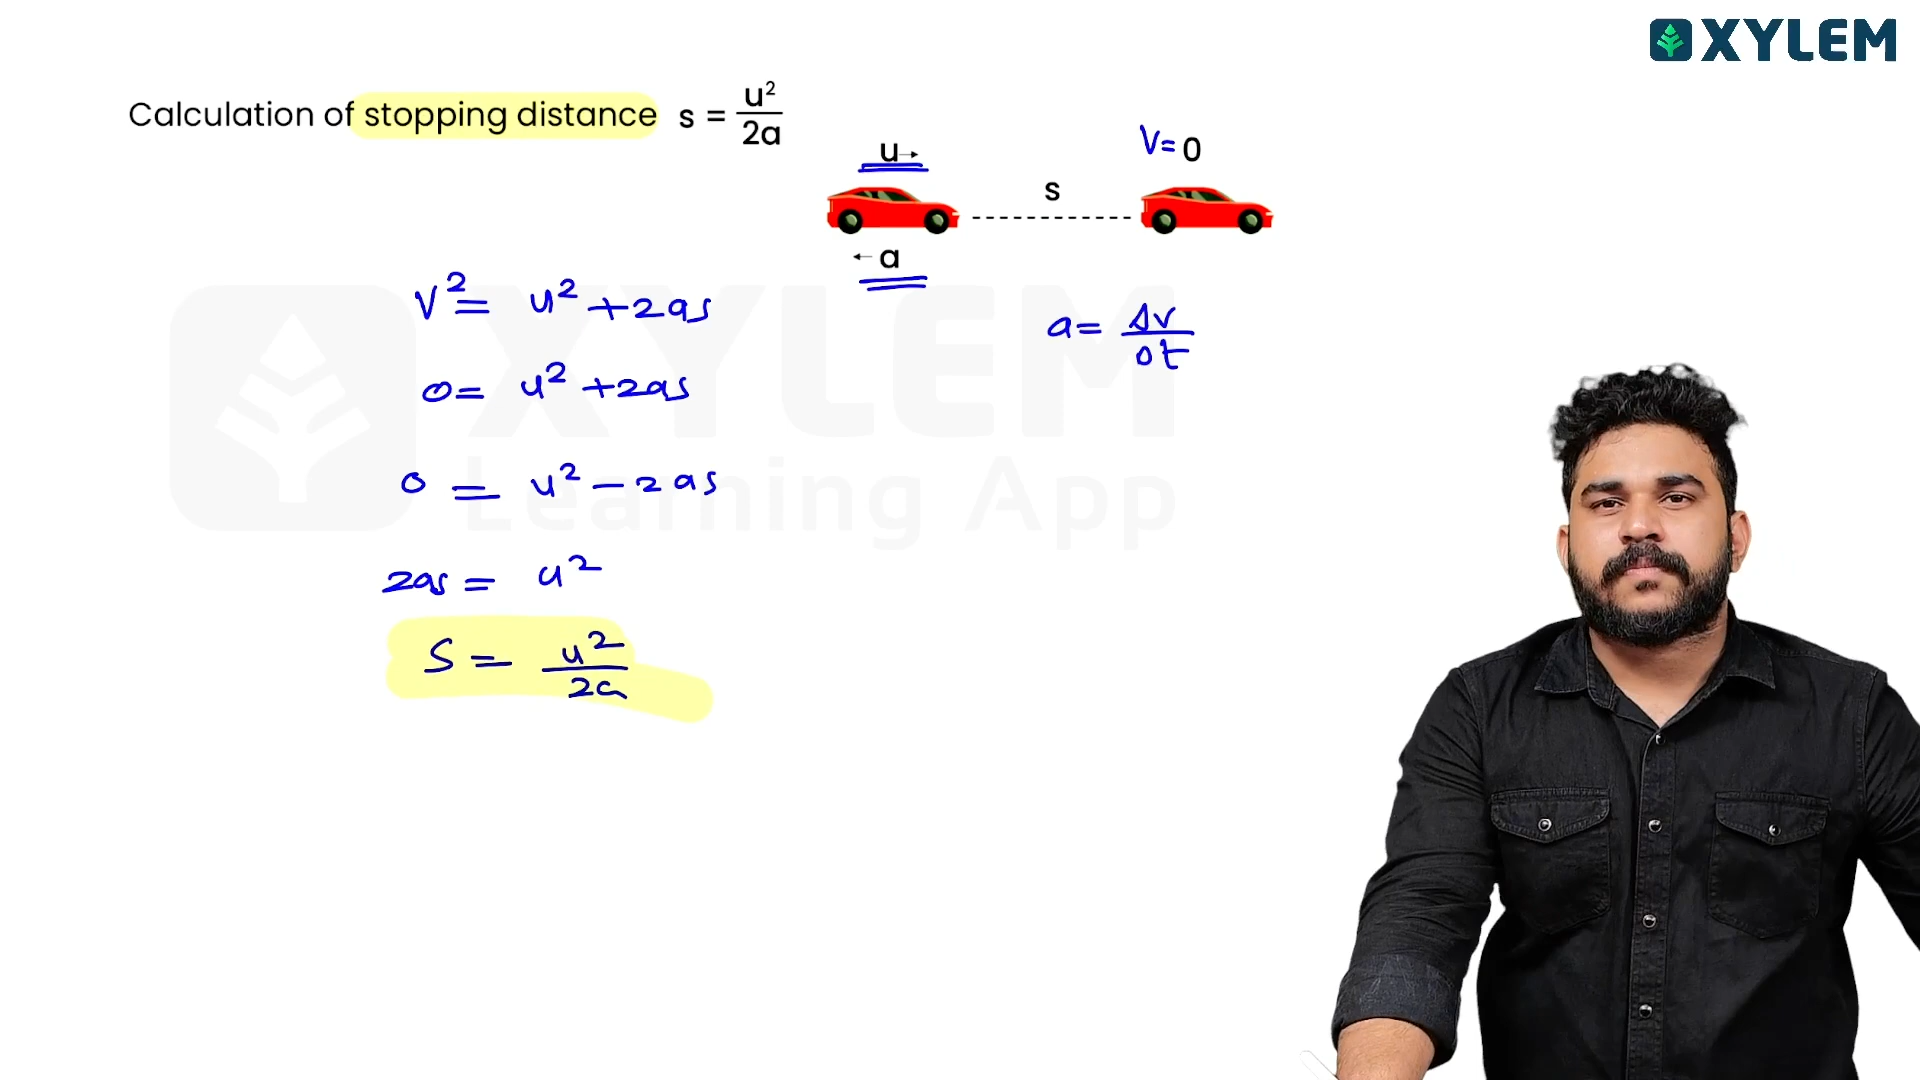 XYLEM
Calculation of stopping distance s = u²/2a
u→
V= 0
s
←a
V² = u² + 2as
a = Δv/Δt
0 = u² + 2as
0 = u² − 2as
2as = u²
S = u²/2a
XYLEM
Learning App